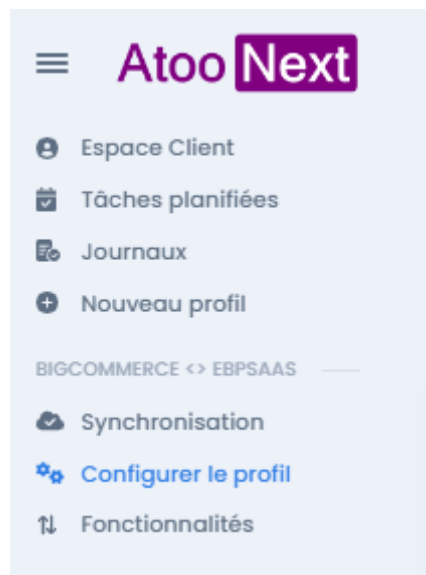 Atoo Next
Espace Client
Tâches planifiées
Journaux
Nouveau profil
BIGCOMMERCE <> EBPSAAS
Synchronisation
Configurer le profil
Fonctionnalités